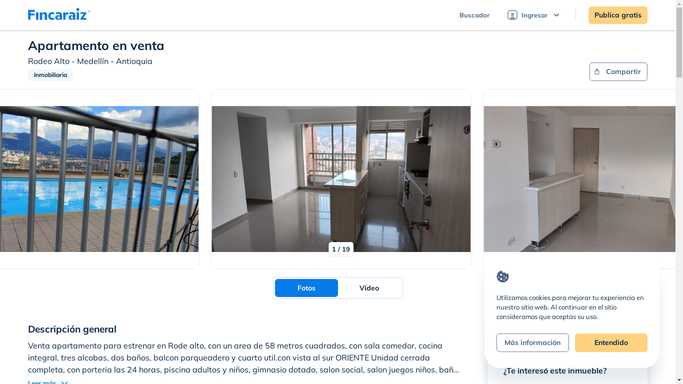 Fincaraiz
Buscador
Ingresar
Publica gratis
Apartamento en venta
Rodeo Alto - Medellín - Antioquia
Inmobiliaria
Compartir
1 / 19
Fotos
Video
Descripción general
Venta apartamento para estrenar en Rode alto, con un area de 58 metros cuadrados, con sala comedor, cocina
integral, tres alcobas, dos baños, balcon parqueadero y cuarto util.con vista al sur ORIENTE Unidad cerrada
completa, con porteria las 24 horas, piscina adultos y niños, gimnasio dotado, salon social, salon juegos niños, bañ...
Leer más
Utilizamos cookies para mejorar tu experiencia en
nuestro sitio web. Al continuar en el sitio
consideramos que aceptas su uso.
Más información
Entendido
¿Te interesó este inmueble?